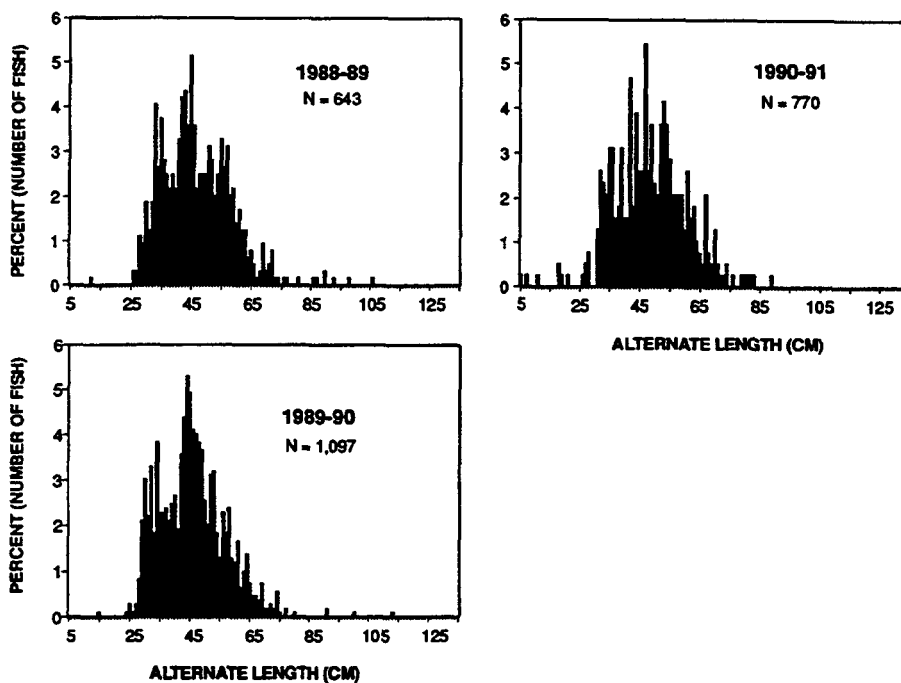 PERCENT (NUMBER OF FISH)
6
5
4
3
2
1
0
1988-89
N = 643
5 25 45 65 85 105 125
6
5
4
3
2
1
0
1990-91
N = 770
5 25 45 65 85 105 125
ALTERNATE LENGTH (CM)
PERCENT (NUMBER OF FISH)
6
5
4
3
2
1
0
1989-90
N = 1,097
5 25 45 65 85 105 125
ALTERNATE LENGTH (CM)